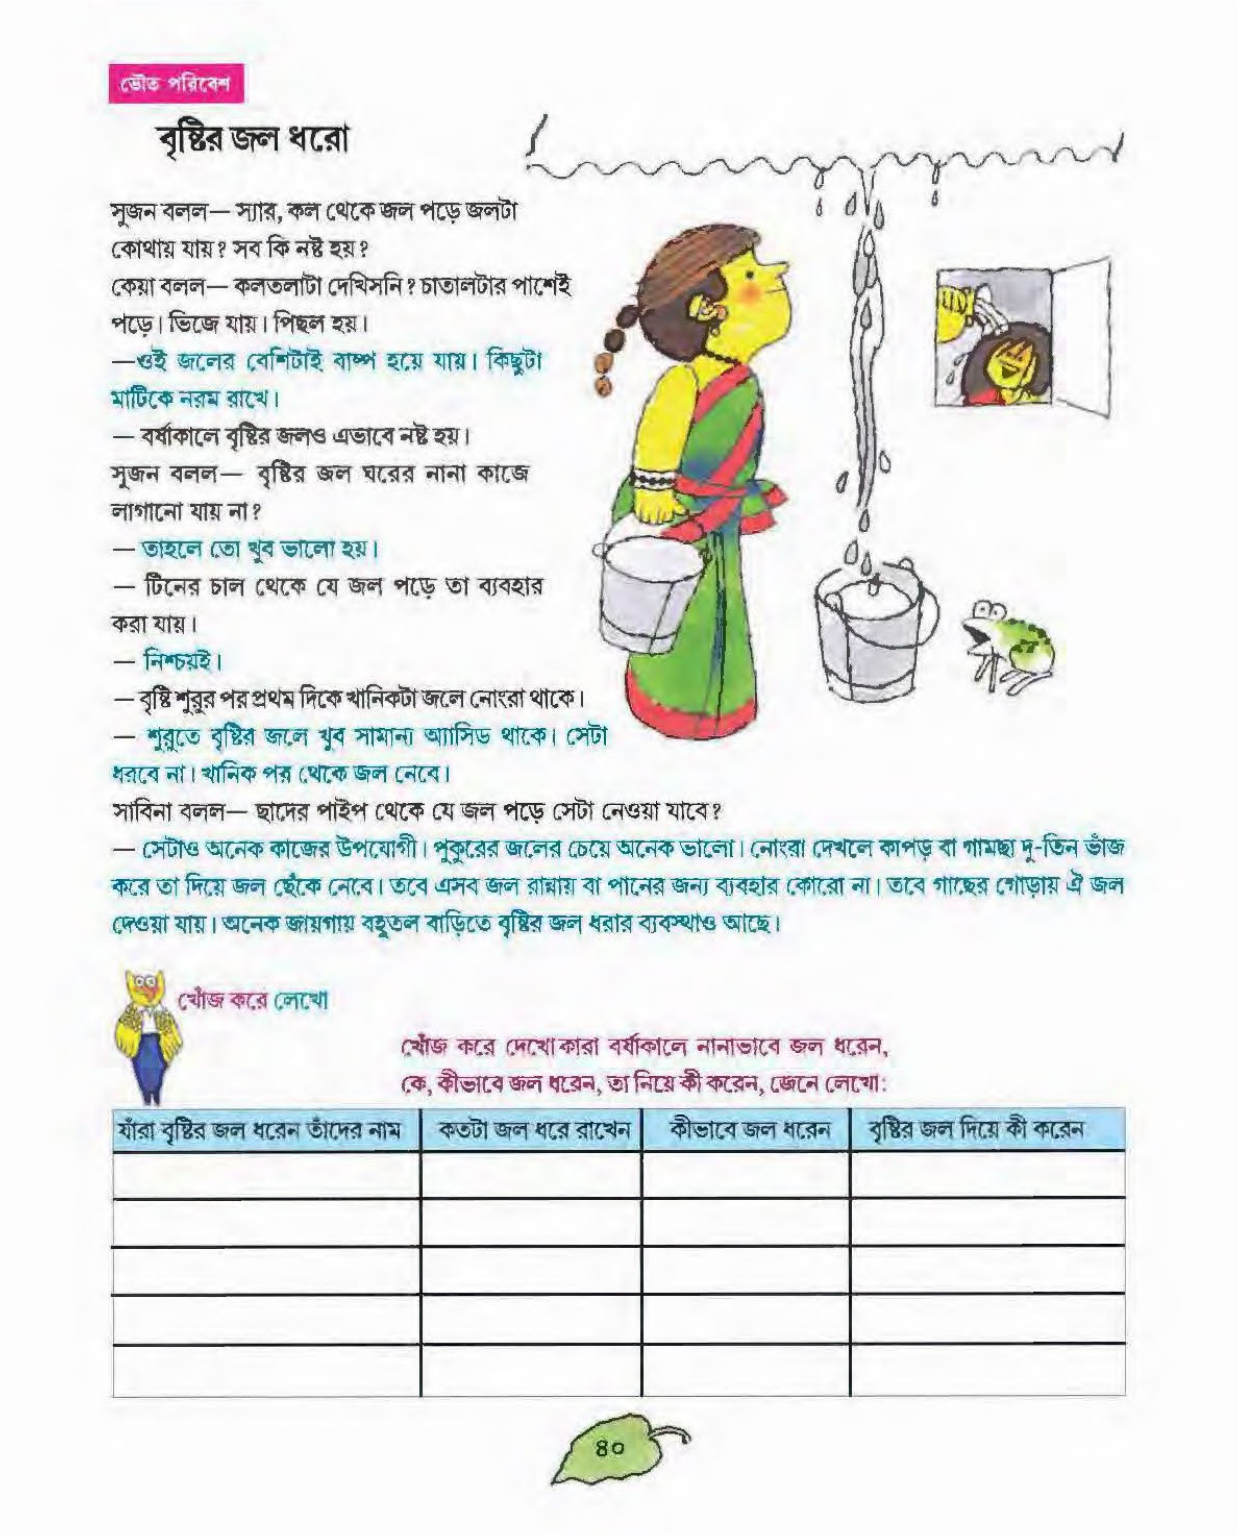 ভৌত পরিবেশ
বৃষ্টির জল ধরো
সুজন বলল— স্যার, কল থেকে জল পড়ে জলটা
কোথায় যায়? সব কি নষ্ট হয়?
কেয়া বলল— কলতলাটা দেখিসনি? চাতালটার পাশেই
পড়ে। ভিজে যায়। পিছল হয়।
—ওই জলের বেশিটাই বাষ্প হয়ে যায়। কিছুটা
মাটিকে নরম রাখে।
— বর্ষাকালে বৃষ্টির জলও এভাবে নষ্ট হয়।
সুজন বলল— বৃষ্টির জল ঘরের নানা কাজে
লাগানো যায় না?
— তাহলে তো খুব ভালো হয়।
— টিনের চাল থেকে যে জল পড়ে তা ব্যবহার
করা যায়।
— নিশ্চয়ই।
— বৃষ্টি শুরুর পর প্রথম দিকে খানিকটা জলে নোংরা থাকে।
— শুরুতে বৃষ্টির জলে খুব সামান্য অ্যাসিড থাকে। সেটা
ধরবে না। খানিক পর থেকে জল নেবে।
সাবিনা বলল— ছাদের পাইপ থেকে যে জল পড়ে সেটা নেওয়া যাবে?
— সেটাও অনেক কাজের উপযোগী। পুকুরের জলের চেয়ে অনেক ভালো। নোংরা দেখলে কাপড় বা গামছা দু-তিন ভাঁজ
করে তা দিয়ে জল ছেঁকে নেবে। তবে এসব জল রান্নায় বা পানের জন্য ব্যবহার কোরো না। তবে গাছের গোড়ায় ঐ জল
দেওয়া যায়। অনেক জায়গায় বহুতল বাড়িতে বৃষ্টির জল ধরার ব্যবস্থাও আছে।
খোঁজ করে লেখো
খোঁজ করে দেখো কারা বর্ষাকালে নানাভাবে জল ধরেন,
কে, কীভাবে জল ধরেন, তা নিয়ে কী করেন, জেনে লেখো:
যাঁরা বৃষ্টির জল ধরেন তাঁদের নাম কতটা জল ধরে রাখেন কীভাবে জল ধরেন বৃষ্টির জল দিয়ে কী করেন
৪০